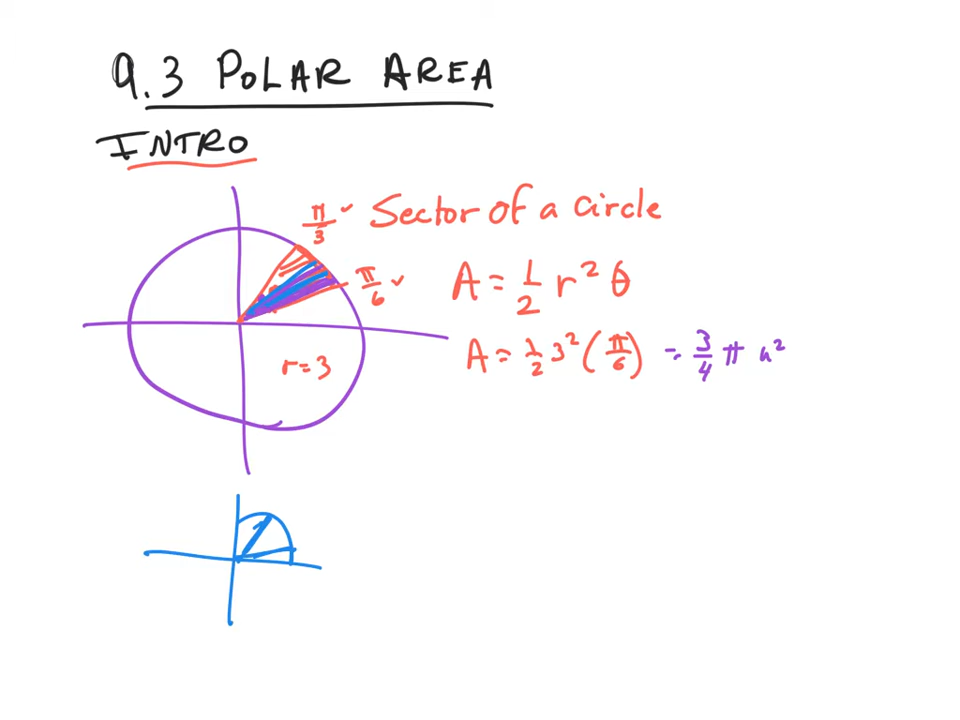 9.3 POLAR AREA
INTRO
π/3 ✓ Sector of a circle
π/6 ✓ A = 1/2 r² θ
A = 1/2 3² (π/6) = 3/4 π u²
r = 3